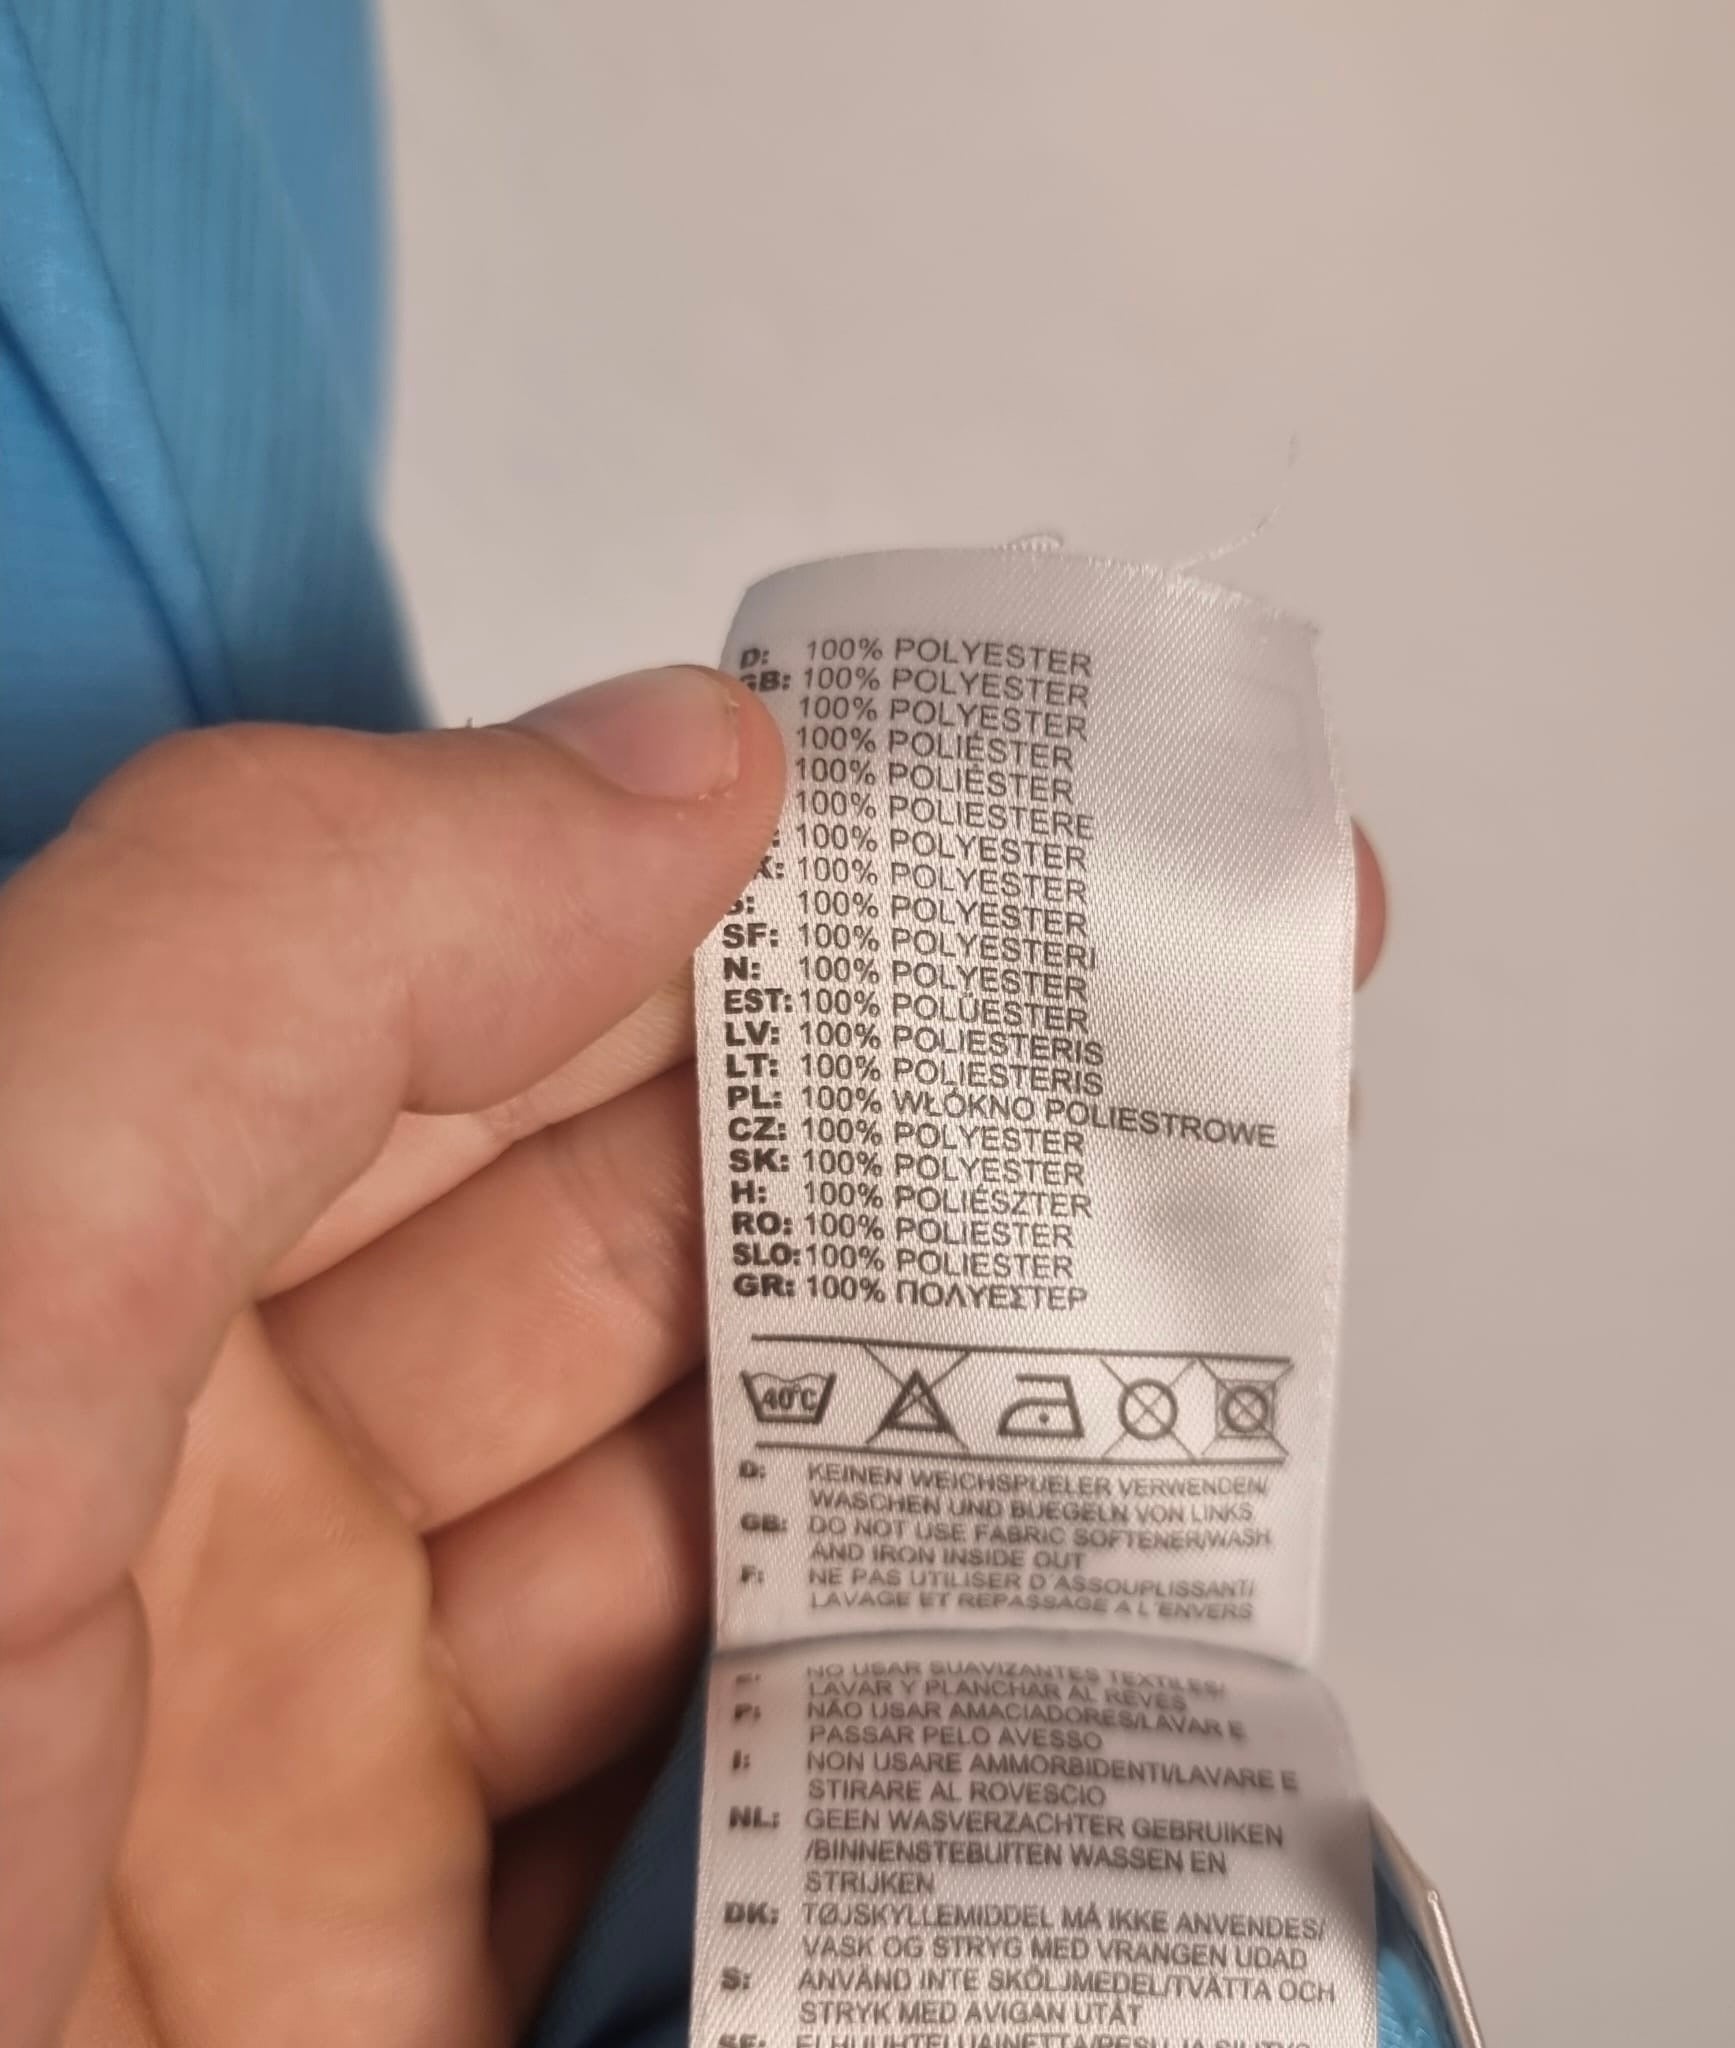 D: 100% POLYESTER
GB: 100% POLYESTER
100% POLYESTER
100% POLIÉSTER
100% POLIÉSTER
100% POLIESTERE
: 100% POLYESTER
K: 100% POLYESTER
S: 100% POLYESTER
SF: 100% POLYESTERI
N: 100% POLYESTER
EST: 100% POLÜESTER
LV: 100% POLIESTERIS
LT: 100% POLIESTERIS
PL: 100% WŁÓKNO POLIESTROWE
CZ: 100% POLYESTER
SK: 100% POLYESTER
H: 100% POLIÉSZTER
RO: 100% POLIESTER
SLO: 100% POLIESTER
GR: 100% ΠΟΛΥΕΣΤΕΡ
40°C
D: KEINEN WEICHSPUELER VERWENDEN/
WASCHEN UND BUEGELN VON LINKS
GB: DO NOT USE FABRIC SOFTENER/WASH
AND IRON INSIDE OUT
F: NE PAS UTILISER D'ASSOUPLISSANT/
LAVAGE ET REPASSAGE A L'ENVERS
NO USAR SUAVIZANTES TEXTILES/
LAVAR Y PLANCHAR AL REVES
P: NÃO USAR AMACIADORES/LAVAR E
PASSAR PELO AVESSO
I: NON USARE AMMORBIDENTI/LAVARE E
STIRARE AL ROVESCIO
NL: GEEN WASVERZACHTER GEBRUIKEN
/BINNENSTEBUITEN WASSEN EN
STRIJKEN
DK: TØJSKYLLEMIDDEL MÅ IKKE ANVENDES/
VASK OG STRYG MED VRANGEN UDAD
S: ANVÄND INTE SKÖLJMEDEL/TVÄTTA OCH
STRYK MED AVIGAN UTÅT
SF: